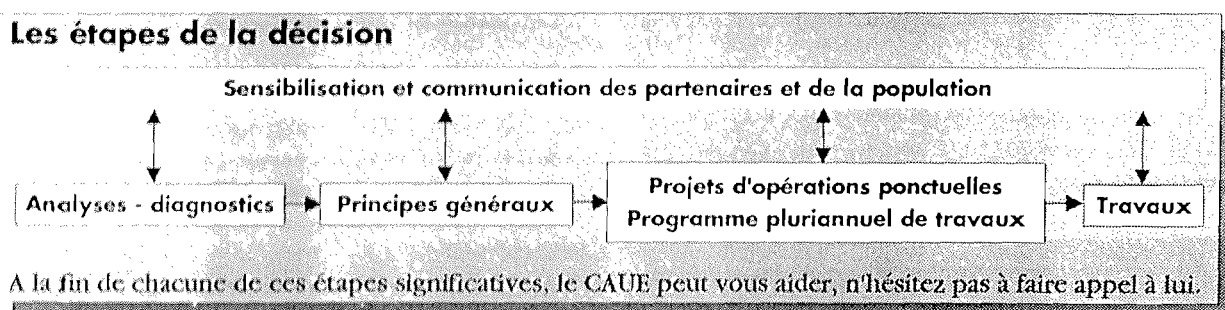 Les étapes de la décision
Sensibilisation et communication des partenaires et de la population
Analyses - diagnostics
Principes généraux
Projets d'opérations ponctuelles
Programme pluriannuel de travaux
Travaux
A la fin de chacune de ces étapes significatives, le CAUE peut vous aider, n'hésitez pas à faire appel à lui.